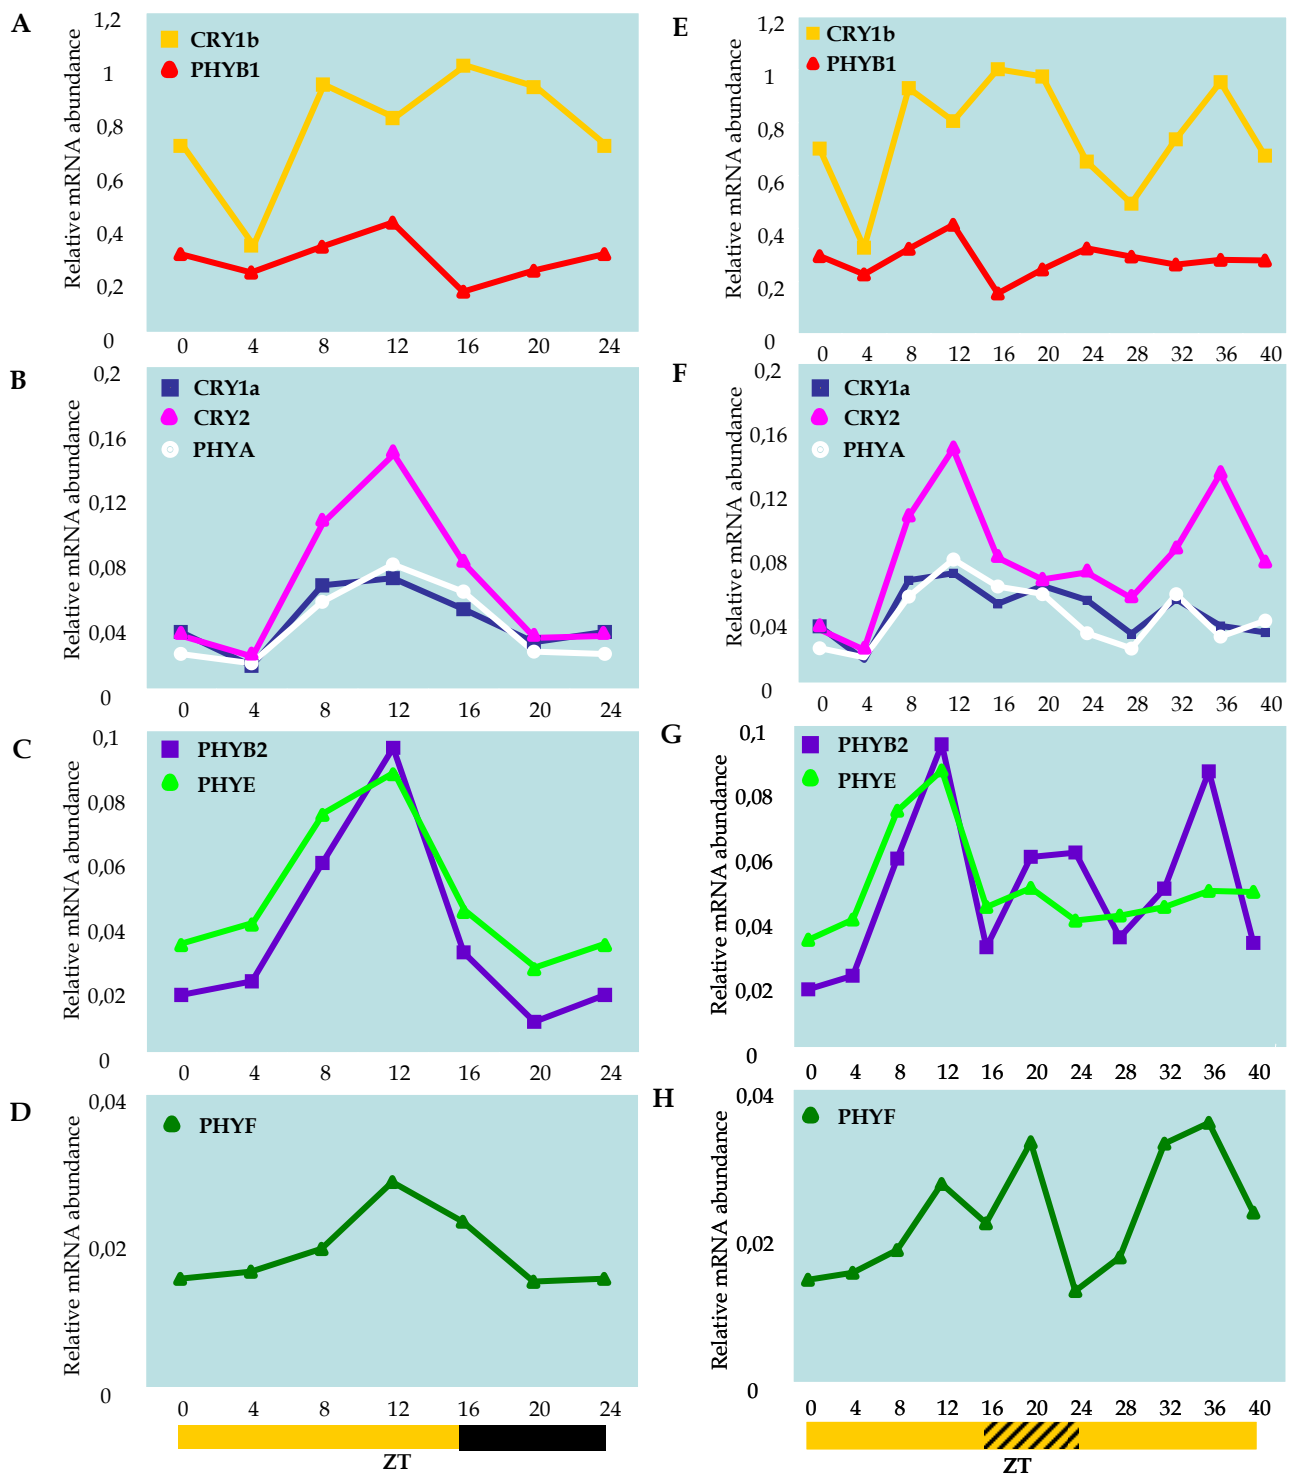 A
Relative mRNA abundance
1,2
1
0,8
0,6
0,4
0,2
0
CRY1b
PHYB1
0 4 8 12 16 20 24
E
Relative mRNA abundance
1,2
1
0,8
0,6
0,4
0,2
0
CRY1b
PHYB1
0 4 8 12 16 20 24 28 32 36 40
B
Relative mRNA abundance
0,2
0,16
0,12
0,08
0,04
0
CRY1a
CRY2
PHYA
0 4 8 12 16 20 24
F
Relative mRNA abundance
0,2
0,16
0,12
0,08
0,04
0
CRY1a
CRY2
PHYA
0 4 8 12 16 20 24 28 32 36 40
C
Relative mRNA abundance
0,1
0,08
0,06
0,04
0,02
0
PHYB2
PHYE
0 4 8 12 16 20 24
G
Relative mRNA abundance
0,1
0,08
0,06
0,04
0,02
0
PHYB2
PHYE
0 4 8 12 16 20 24 28 32 36 40
D
Relative mRNA abundance
0,04
0,02
0
PHYF
0 4 8 12 16 20 24
ZT
H
Relative mRNA abundance
0,04
0,02
0
PHYF
0 4 8 12 16 20 24 28 32 36 40
ZT